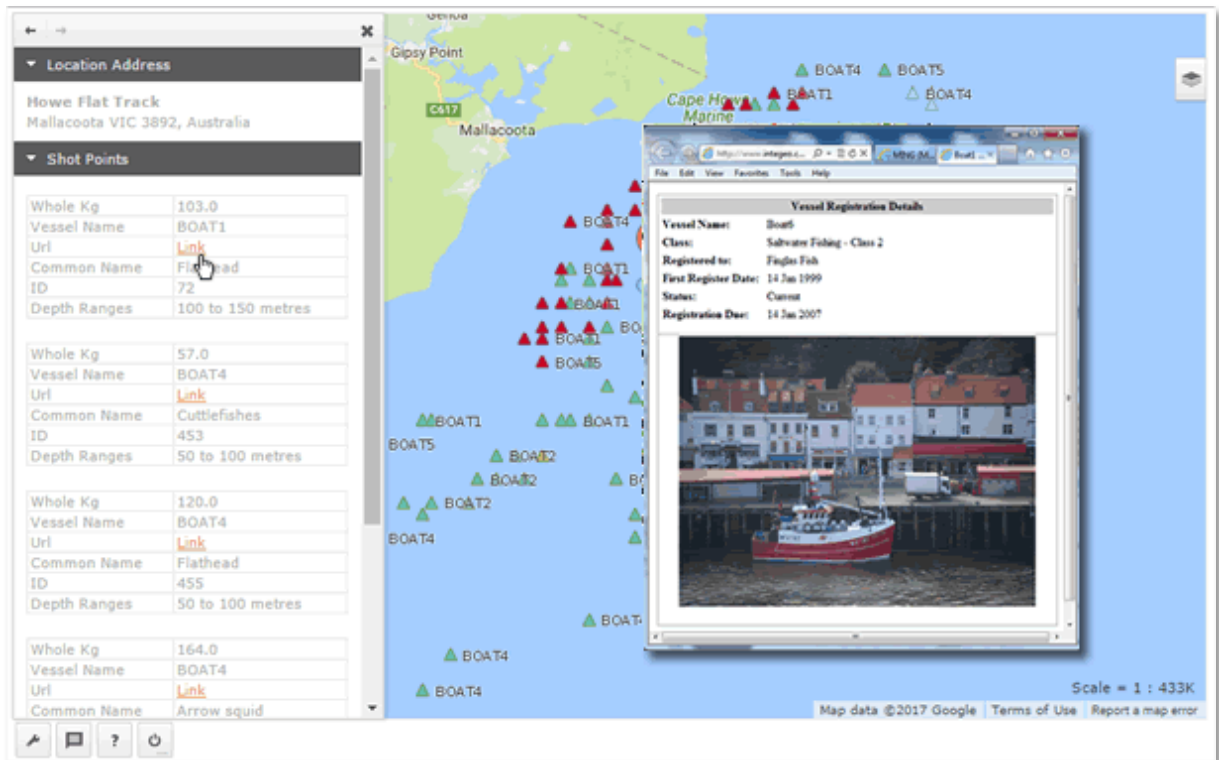 Location Address
Howe Flat Track
Mallacoota VIC 3892, Australia
Shot Points
Whole Kg 103.0
Vessel Name BOAT1
Url Link
Common Name Flathead
ID 72
Depth Ranges 100 to 150 metres
Whole Kg 57.0
Vessel Name BOAT4
Url Link
Common Name Cuttlefishes
ID 453
Depth Ranges 50 to 100 metres
Whole Kg 120.0
Vessel Name BOAT4
Url Link
Common Name Flathead
ID 455
Depth Ranges 50 to 100 metres
Whole Kg 164.0
Vessel Name BOAT4
Url Link
Common Name Arrow squid
?
Genoa
Gipsy Point
C617
Mallacoota
Cape Howe
Marine
BOAT4 BOAT5
BOAT1 BOAT4
BOAT4
BOAT1
BOAT1
BO
BOAT1
BOAT5
BOAT1 BOAT1
BOAT5
BOAT2
BOAT2
BOAT2
BOAT4
BOAT4
BOAT4
File Edit View Favorites Tools Help
Vessel Registration Details
Vessel Name: Boat6
Class: Saltwater Fishing - Class 2
Registered to: Finglas Fish
First Register Date: 14 Jan 1999
Status: Current
Registration Due: 14 Jan 2007
Scale = 1 : 433K
Map data ©2017 Google Terms of Use Report a map error